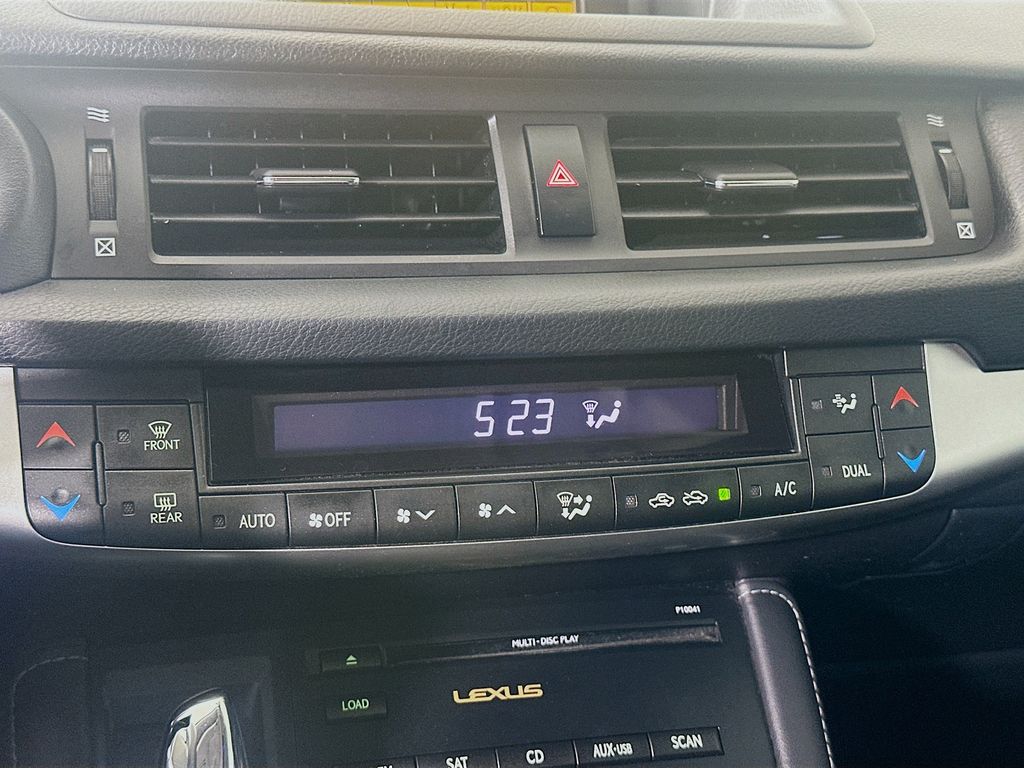 5 23
FRONT
REAR
AUTO
OFF
A/C
DUAL
P10041
MULTI-DISC PLAY
LOAD
LEXUS
SAT
CD
AUX•USB
SCAN